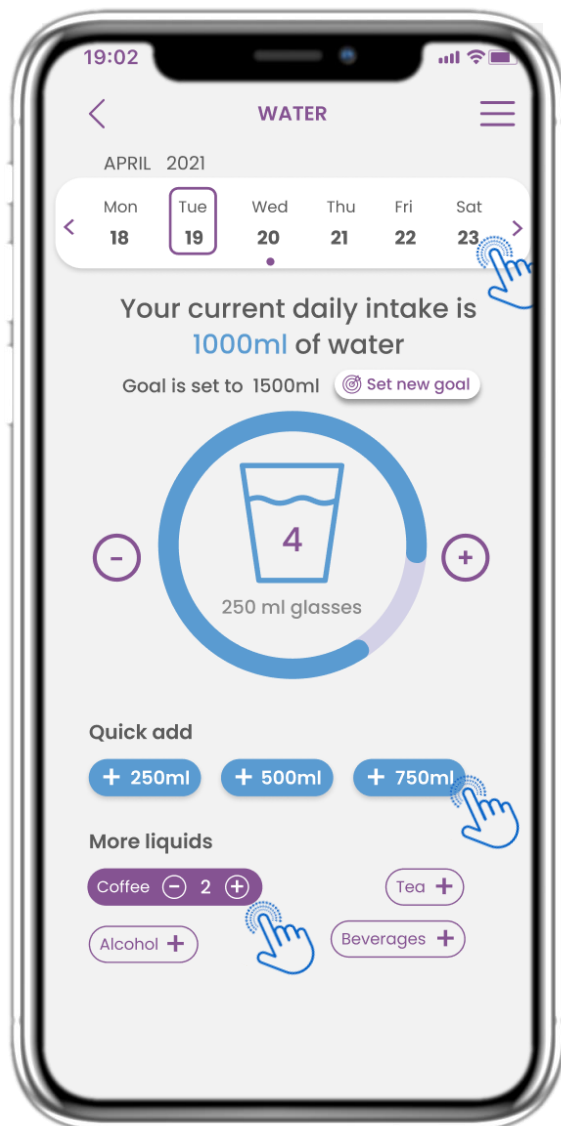 19:02
WATER
APRIL 2021
Mon Tue Wed Thu Fri Sat
18 19 20 21 22 23
Your current daily intake is
1000ml of water
Goal is set to 1500ml Set new goal
- 4 +
250 ml glasses
Quick add
+ 250ml + 500ml + 750ml
More liquids
Coffee - 2 + Tea +
Alcohol + Beverages +